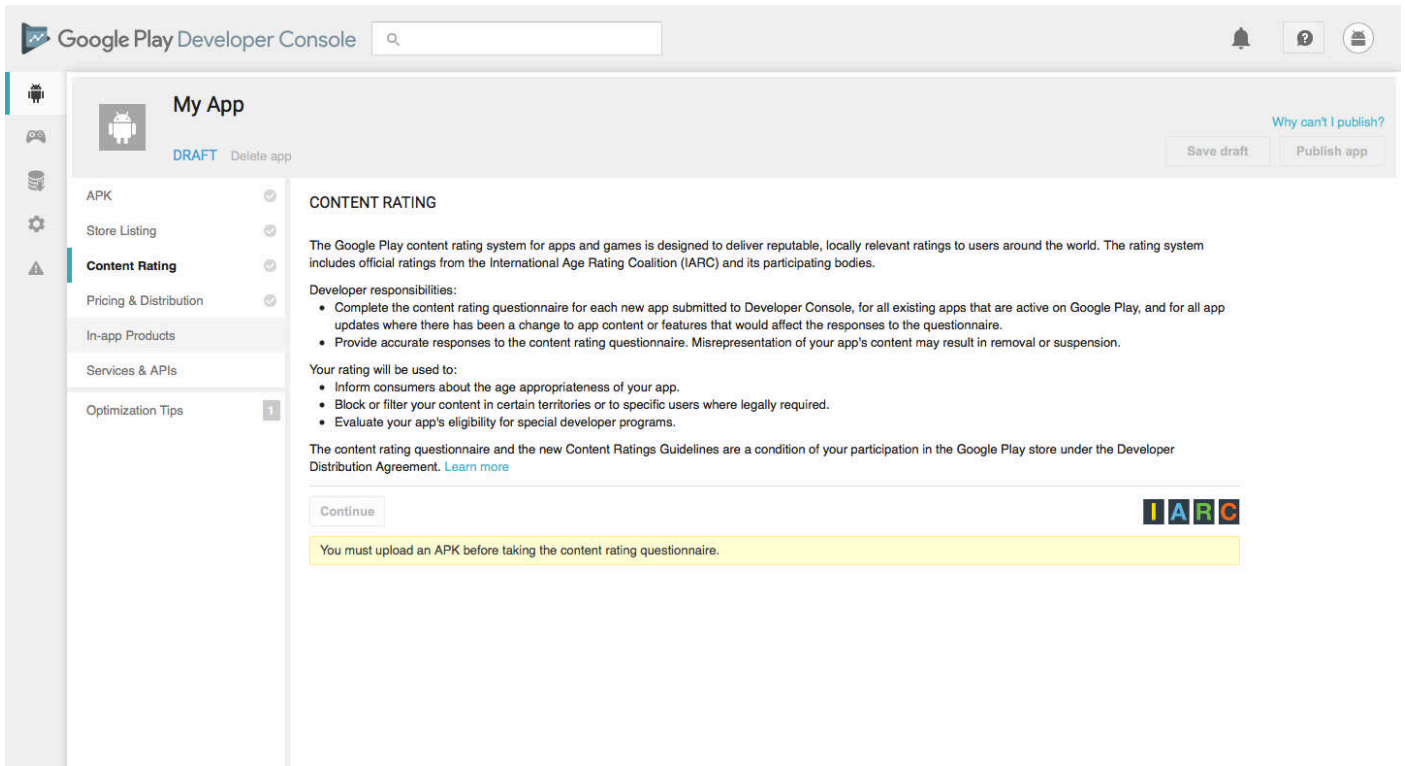 Google Play Developer Console
My App
Why can't I publish?
DRAFT Delete app
Save draft Publish app
APK
Store Listing
Content Rating
Pricing & Distribution
In-app Products
Services & APIs
Optimization Tips 1
CONTENT RATING
The Google Play content rating system for apps and games is designed to deliver reputable, locally relevant ratings to users around the world. The rating system
includes official ratings from the International Age Rating Coalition (IARC) and its participating bodies.
Developer responsibilities:
• Complete the content rating questionnaire for each new app submitted to Developer Console, for all existing apps that are active on Google Play, and for all app
updates where there has been a change to app content or features that would affect the responses to the questionnaire.
• Provide accurate responses to the content rating questionnaire. Misrepresentation of your app's content may result in removal or suspension.
Your rating will be used to:
• Inform consumers about the age appropriateness of your app.
• Block or filter your content in certain territories or to specific users where legally required.
• Evaluate your app's eligibility for special developer programs.
The content rating questionnaire and the new Content Ratings Guidelines are a condition of your participation in the Google Play store under the Developer
Distribution Agreement. Learn more
Continue
IARC
You must upload an APK before taking the content rating questionnaire.